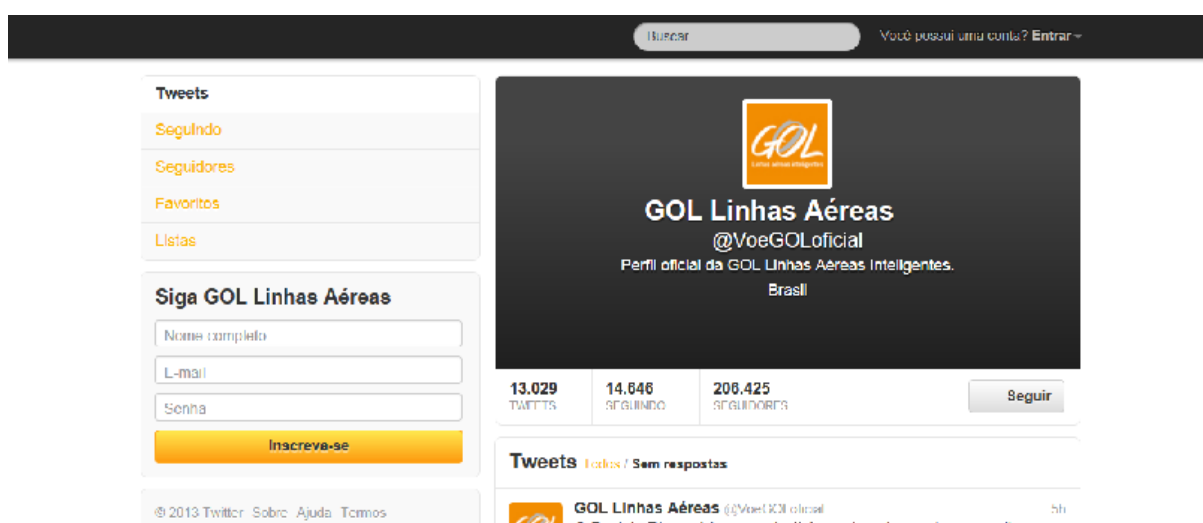 Buscar
Você possui uma conta? Entrar
Tweets
Seguindo
Seguidores
Favoritos
Listas
Siga GOL Linhas Aéreas
Nome completo
E-mail
Senha
Inscreva-se
© 2013 Twitter Sobre Ajuda Termos
GOL
Linhas aéreas inteligentes
GOL Linhas Aéreas
@VoeGOLoficial
Perfil oficial da GOL Linhas Aéreas Inteligentes.
Brasil
13.029
TWEETS
14.646
SEGUINDO
206.425
SEGUIDORES
Seguir
Tweets Todos / Sem respostas
GOL Linhas Aéreas @VoeGOLoficial 5h